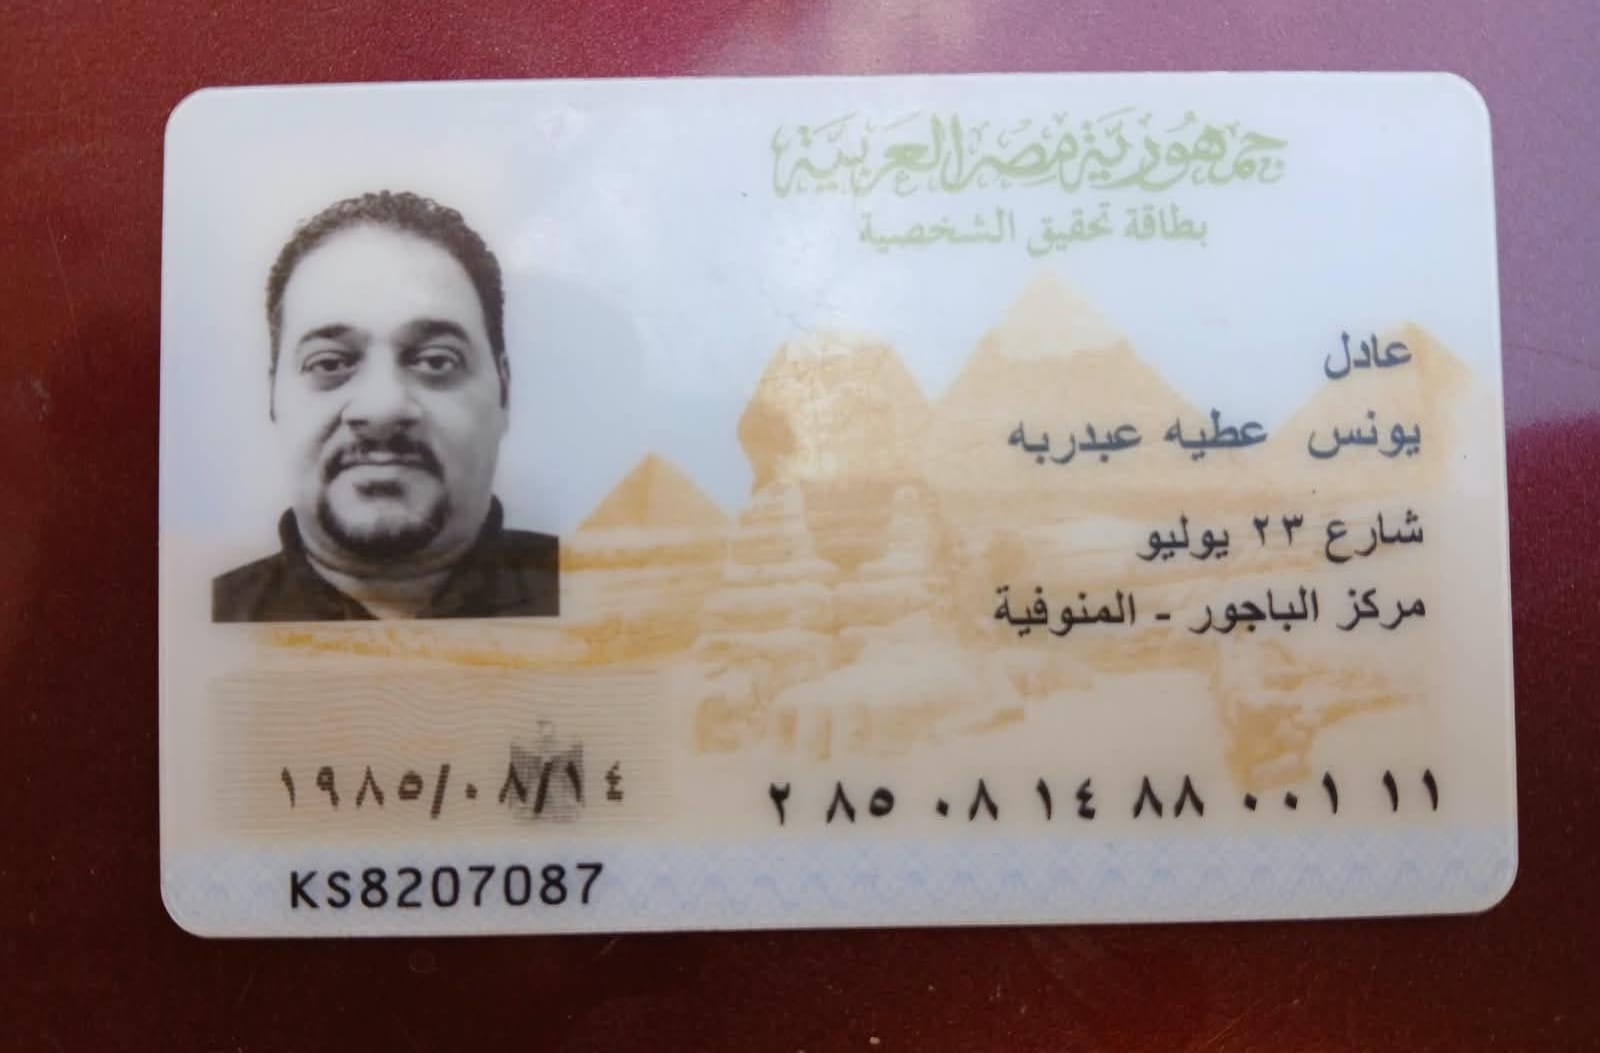 جمهورية مصر العربية
بطاقة تحقيق الشخصية
عادل
يونس عطيه عبدربه
شارع ٢٣ يوليو
مركز الباجور - المنوفية
٢ ٨٥ ٠٨ ١٤ ٨٨ ٠٠١ ١١
١٩٨٥/٠٨/١٤
KS8207087